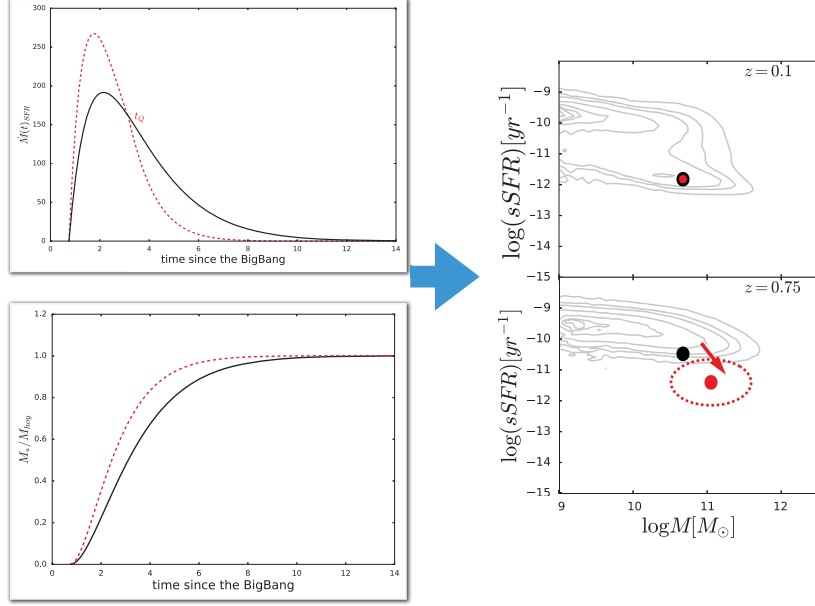 300
250
200
150
100
50
0
Ṁ(t)SFR
tQ
0 2 4 6 8 10 12 14
time since the BigBang
1.2
1.0
0.8
0.6
0.4
0.2
0.0
M*/Mhoy
0 2 4 6 8 10 12 14
time since the BigBang
z = 0.1
−9
−10
−11
−12
−13
−14
−15
log(sSFR)[yr⁻¹]
z = 0.75
−9
−10
−11
−12
−13
−14
−15
log(sSFR)[yr⁻¹]
9 10 11 12
logM[M⊙]